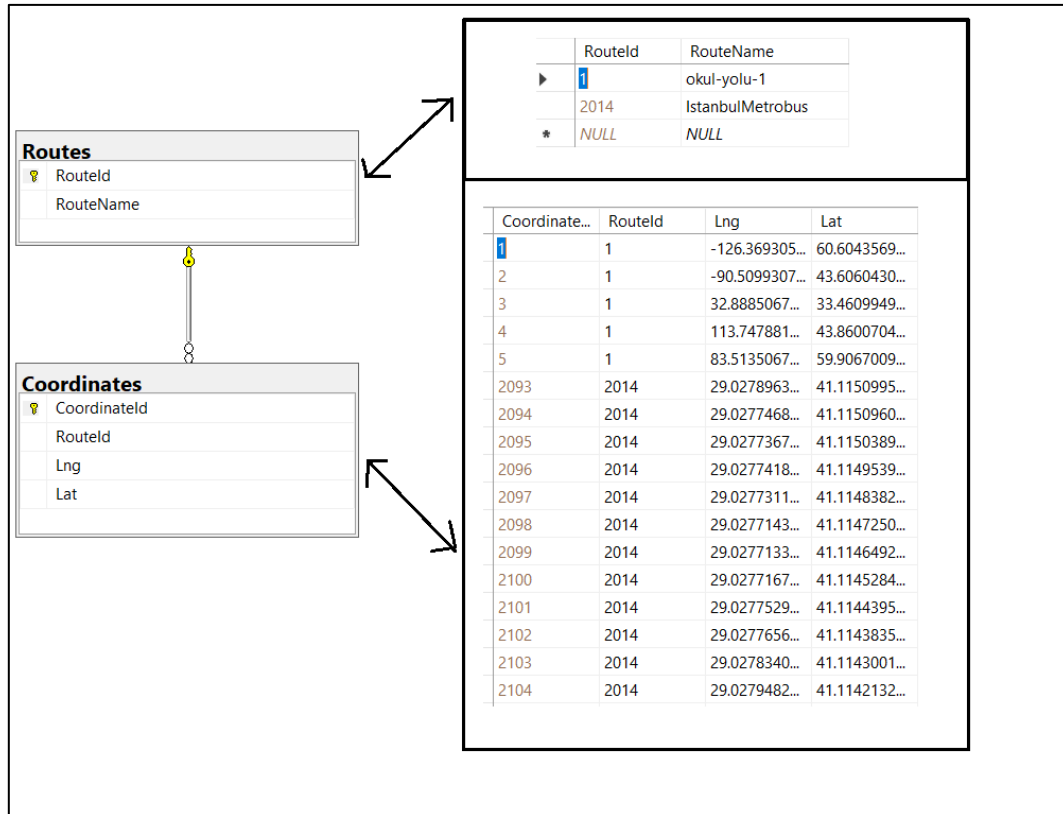 Routes
RouteId
RouteName
Coordinates
CoordinateId
RouteId
Lng
Lat
RouteId RouteName
1 okul-yolu-1
2014 IstanbulMetrobus
* NULL NULL
Coordinate... RouteId Lng Lat
1 1 -126.369305... 60.6043569...
2 1 -90.5099307... 43.6060430...
3 1 32.8885067... 33.4609949...
4 1 113.747881... 43.8600704...
5 1 83.5135067... 59.9067009...
2093 2014 29.0278963... 41.1150995...
2094 2014 29.0277468... 41.1150960...
2095 2014 29.0277367... 41.1150389...
2096 2014 29.0277418... 41.1149539...
2097 2014 29.0277311... 41.1148382...
2098 2014 29.0277143... 41.1147250...
2099 2014 29.0277133... 41.1146492...
2100 2014 29.0277167... 41.1145284...
2101 2014 29.0277529... 41.1144395...
2102 2014 29.0277656... 41.1143835...
2103 2014 29.0278340... 41.1143001...
2104 2014 29.0279482... 41.1142132...